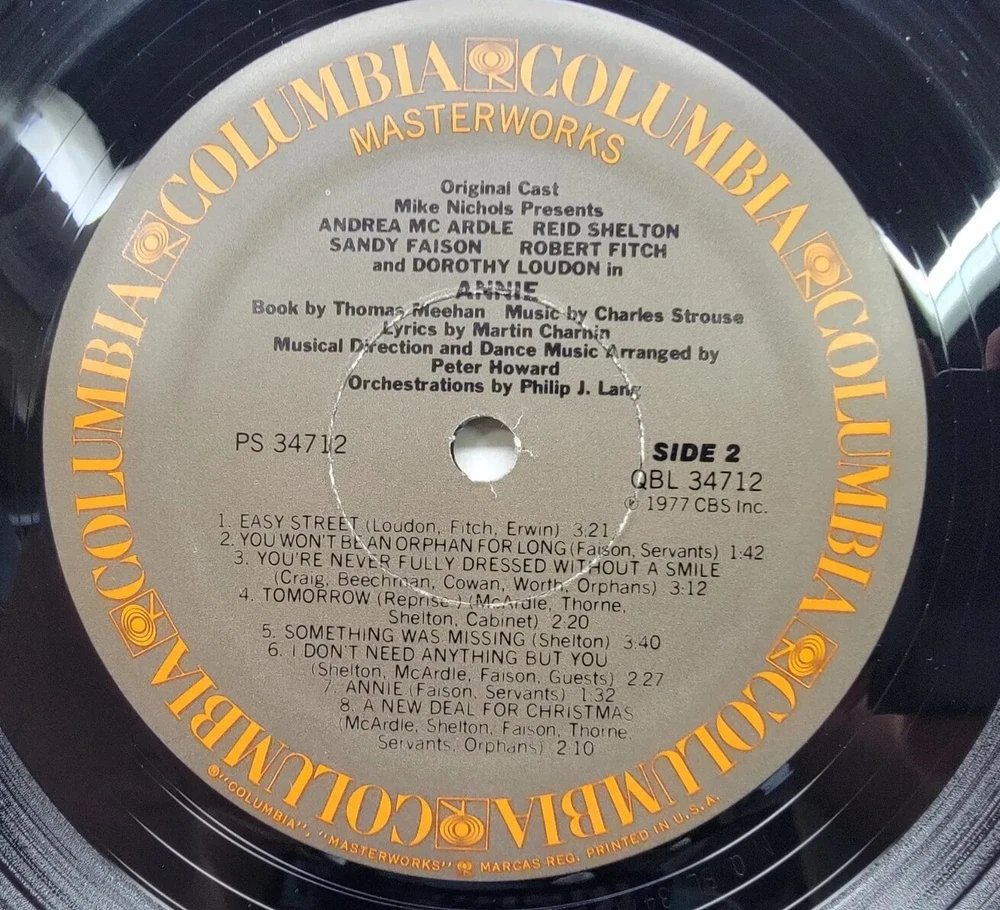 COLUMBIA COLUMBIA COLUMBIA COLUMBIA COLUMBIA COLUMBIA COLUMBIA
MASTERWORKS
Original Cast
Mike Nichols Presents
ANDREA MC ARDLE REID SHELTON
SANDY FAISON ROBERT FITCH
and DOROTHY LOUDON in
ANNIE
Book by Thomas Meehan Music by Charles Strouse
Lyrics by Martin Charnin
Musical Direction and Dance Music Arranged by
Peter Howard
Orchestrations by Philip J. Lang
PS 34712
SIDE 2
QBL 34712
℗ 1977 CBS Inc.
1. EASY STREET (Loudon, Fitch, Erwin) 3:21
2. YOU WON'T BE AN ORPHAN FOR LONG (Faison, Servants) 1:42
3. YOU'RE NEVER FULLY DRESSED WITHOUT A SMILE
(Craig, Beechman, Cowan, Worth, Orphans) 3:12
4. TOMORROW (Reprise) (McArdle, Thorne,
Shelton, Cabinet) 2:20
5. SOMETHING WAS MISSING (Shelton) 3:40
6. I DON'T NEED ANYTHING BUT YOU
(Shelton, McArdle, Faison, Guests) 2:27
7. ANNIE (Faison, Servants) 1:32
8. A NEW DEAL FOR CHRISTMAS
(McArdle, Shelton, Faison, Thorne
Servants, Orphans) 2:10
®"COLUMBIA", "MASTERWORKS" MARCAS REG. PRINTED IN U.S.A.